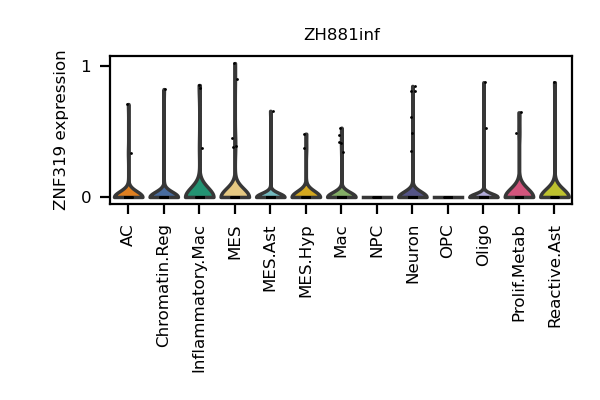 ZH881inf
ZNF319 expression
1
0
AC
Chromatin.Reg
Inflammatory.Mac
MES
MES.Ast
MES.Hyp
Mac
NPC
Neuron
OPC
Oligo
Prolif.Metab
Reactive.Ast